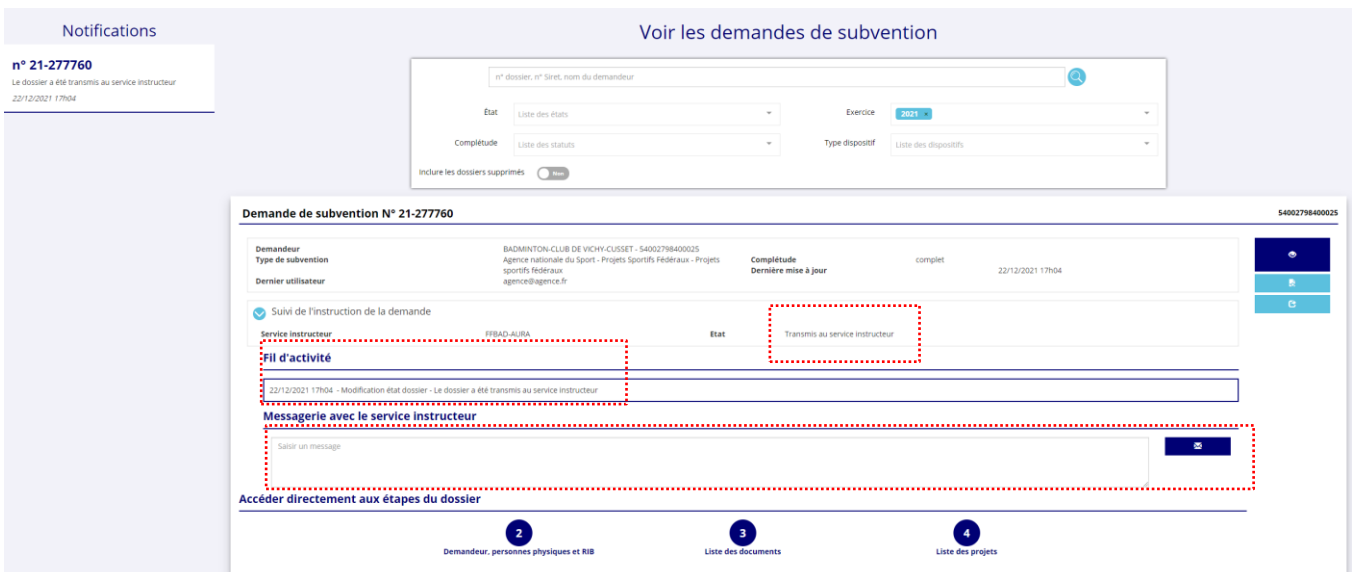 Notifications
n° 21-277760
Le dossier a été transmis au service instructeur
22/12/2021 17h04
Voir les demandes de subvention
n° dossier, n° Siret, nom du demandeur
État Liste des états Exercice 2021 ×
Complétude Liste des statuts Type dispositif Liste des dispositifs
Inclure les dossiers supprimés Non
Demande de subvention N° 21-277760 54002798400025
Demandeur BADMINTON-CLUB DE VICHY-CUSSET - 54002798400025
Type de subvention Agence nationale du Sport - Projets Sportifs Fédéraux - Projets Complétude complet
sportifs fédéraux Dernière mise à jour 22/12/2021 17h04
Dernier utilisateur agence@agence.fr
Suivi de l'instruction de la demande
Service instructeur FFBAD-AURA Etat Transmis au service instructeur
Fil d'activité
22/12/2021 17h04 - Modification état dossier - Le dossier a été transmis au service instructeur
Messagerie avec le service instructeur
Saisir un message
Accéder directement aux étapes du dossier
2 3 4
Demandeur, personnes physiques et RIB Liste des documents Liste des projets